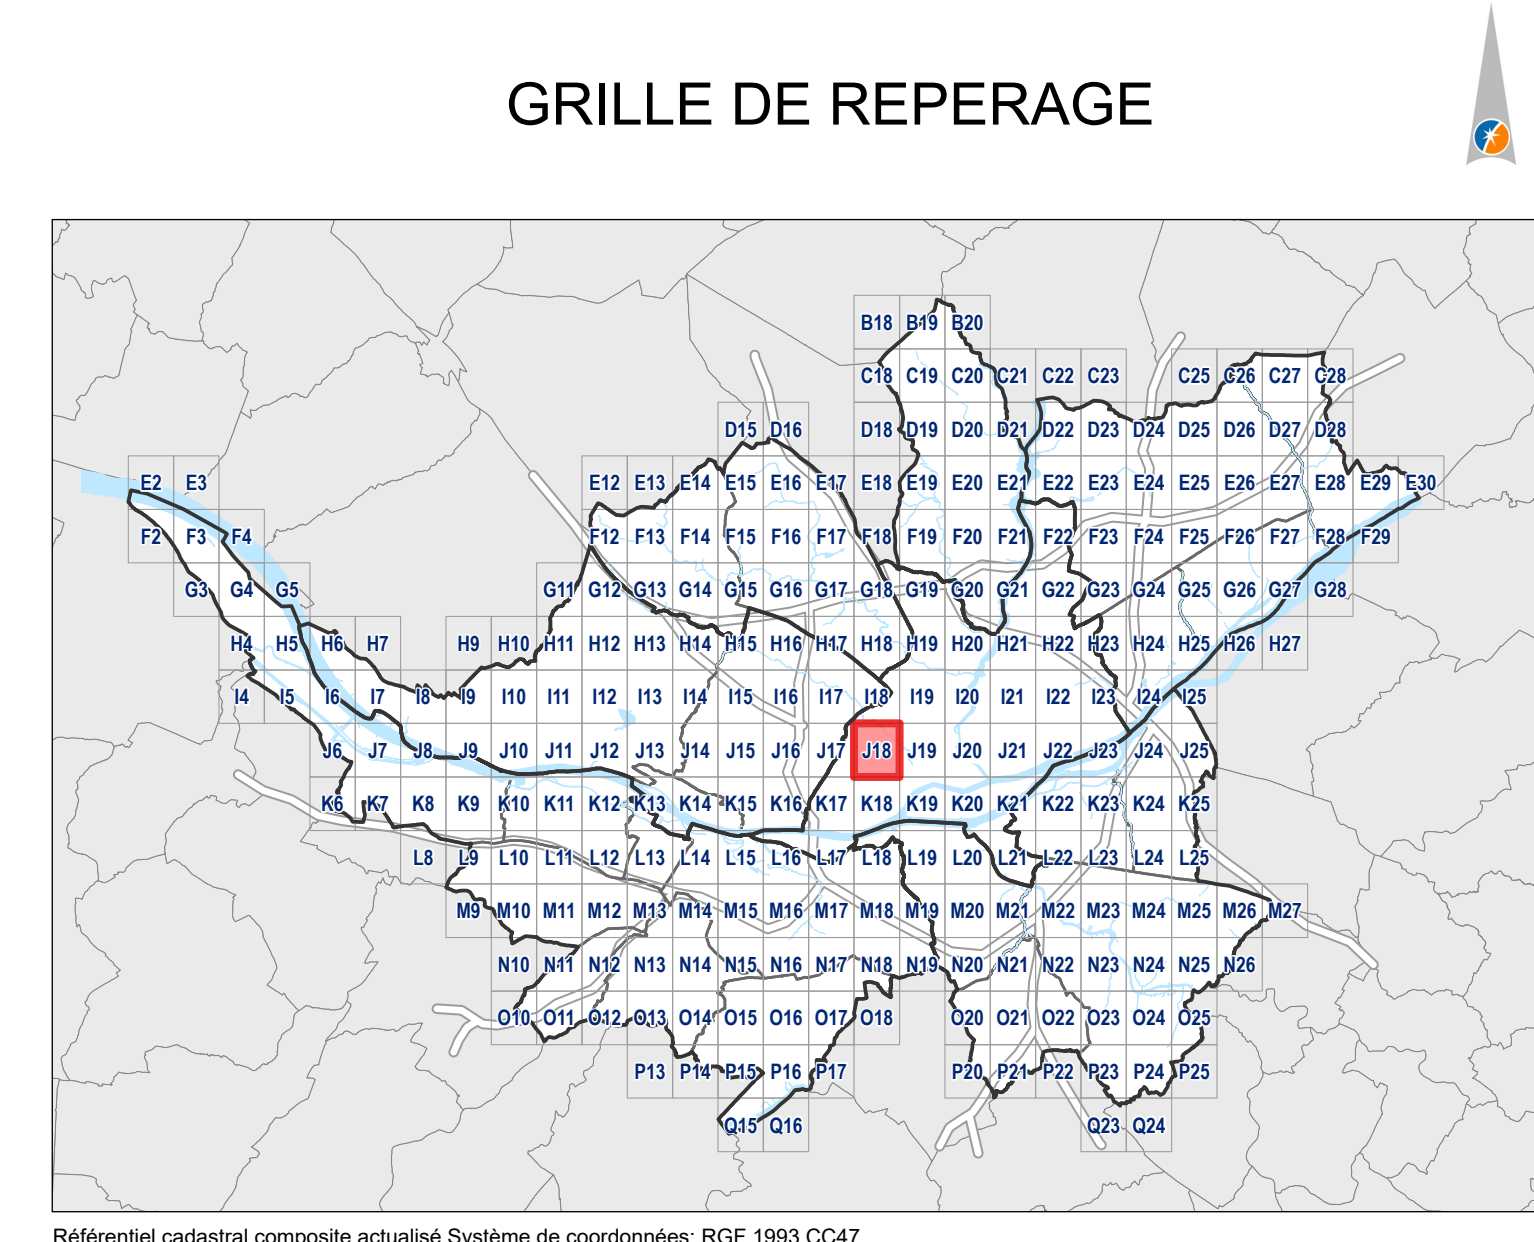 GRILLE DE REPERAGE
B18 B19 B20
C18 C19 C20 C21 C22 C23 C25 C26 C27 C28
D15 D16 D18 D19 D20 D21 D22 D23 D24 D25 D26 D27 D28
E2 E3 E12 E13 E14 E15 E16 E17 E18 E19 E20 E21 E22 E23 E24 E25 E26 E27 E28 E29 E30
F2 F3 F4 F12 F13 F14 F15 F16 F17 F18 F19 F20 F21 F22 F23 F24 F25 F26 F27 F28 F29
G3 G4 G5 G11 G12 G13 G14 G15 G16 G17 G18 G19 G20 G21 G22 G23 G24 G25 G26 G27 G28
H4 H5 H6 H7 H9 H10 H11 H12 H13 H14 H15 H16 H17 H18 H19 H20 H21 H22 H23 H24 H25 H26 H27
I4 I5 I6 I7 I8 I9 I10 I11 I12 I13 I14 I15 I16 I17 I18 I19 I20 I21 I22 I23 I24 I25
J6 J7 J8 J9 J10 J11 J12 J13 J14 J15 J16 J17 J18 J19 J20 J21 J22 J23 J24 J25
K6 K7 K8 K9 K10 K11 K12 K13 K14 K15 K16 K17 K18 K19 K20 K21 K22 K23 K24 K25
L8 L9 L10 L11 L12 L13 L14 L15 L16 L17 L18 L19 L20 L21 L22 L23 L24 L25
M9 M10 M11 M12 M13 M14 M15 M16 M17 M18 M19 M20 M21 M22 M23 M24 M25 M26 M27
N10 N11 N12 N13 N14 N15 N16 N17 N18 N19 N20 N21 N22 N23 N24 N25 N26
O10 O11 O12 O13 O14 O15 O16 O17 O18 O20 O21 O22 O23 O24 O25
P13 P14 P15 P16 P17 P20 P21 P22 P23 P24 P25
Q15 Q16 Q23 Q24
Référentiel cadastral composite actualisé Système de coordonnées: RGF 1993 CC47